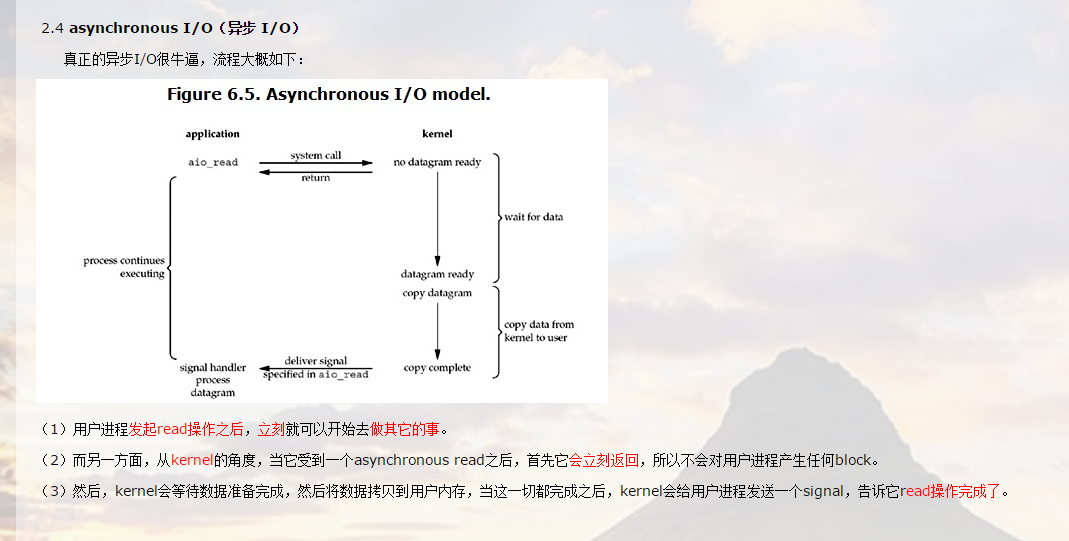 2.4 asynchronous I/O（异步 I/O）
真正的异步I/O很牛逼，流程大概如下：
Figure 6.5. Asynchronous I/O model.
application
kernel
aio_read
system call
no datagram ready
return
wait for data
process continues
executing
datagram ready
copy datagram
copy data from
kernel to user
deliver signal
signal handler
specified in aio_read
copy complete
process
datagram
（1）用户进程发起read操作之后，立刻就可以开始去做其它的事。
（2）而另一方面，从kernel的角度，当它受到一个asynchronous read之后，首先它会立刻返回，所以不会对用户进程产生任何block。
（3）然后，kernel会等待数据准备完成，然后将数据拷贝到用户内存，当这一切都完成之后，kernel会给用户进程发送一个signal，告诉它read操作完成了。